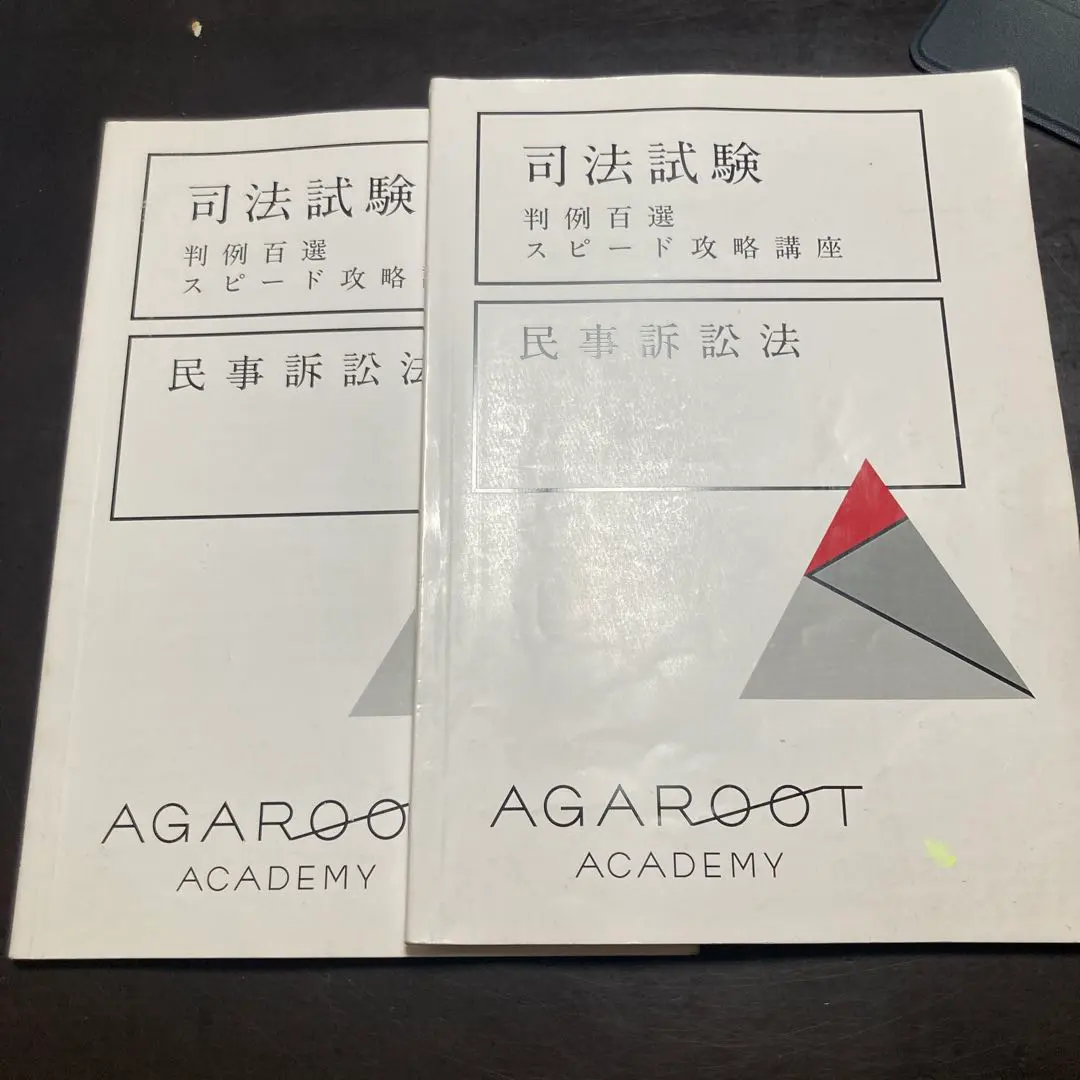 司法試験
判例百選
スピード攻略
民事訴訟法
AGAROO
ACADEMY
司法試験
判例百選
スピード攻略講座
民事訴訟法
AGAROOT
ACADEMY